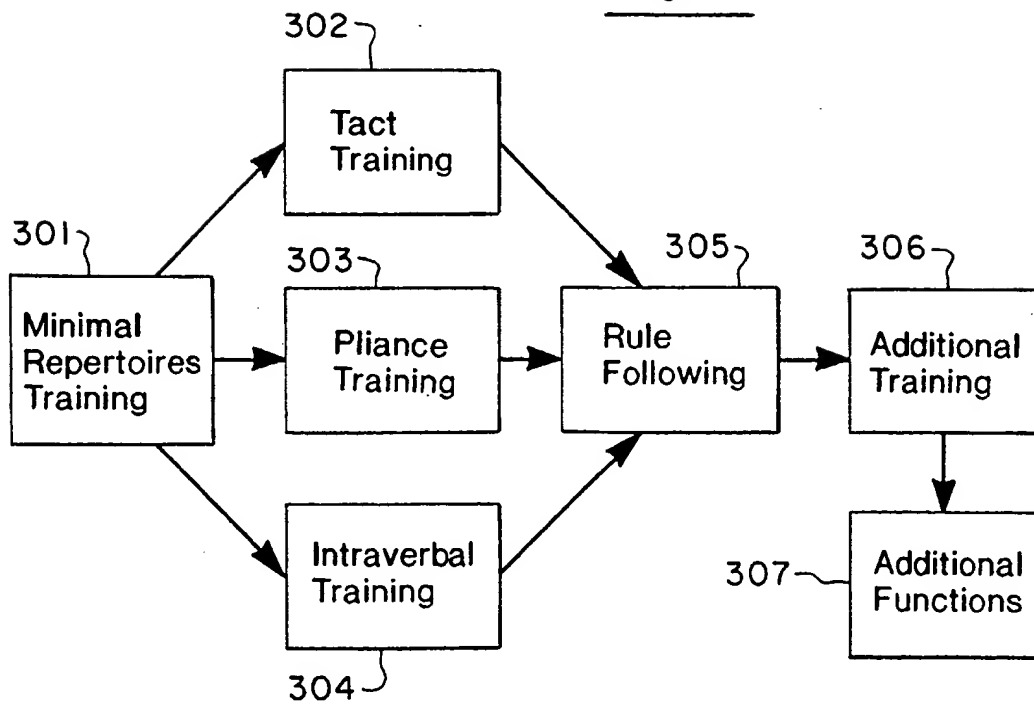 302
Tact
Training
301
Minimal
Repertoires
Training
303
Pliance
Training
305
Rule
Following
306
Additional
Training
Intraverbal
Training
304
307
Additional
Functions